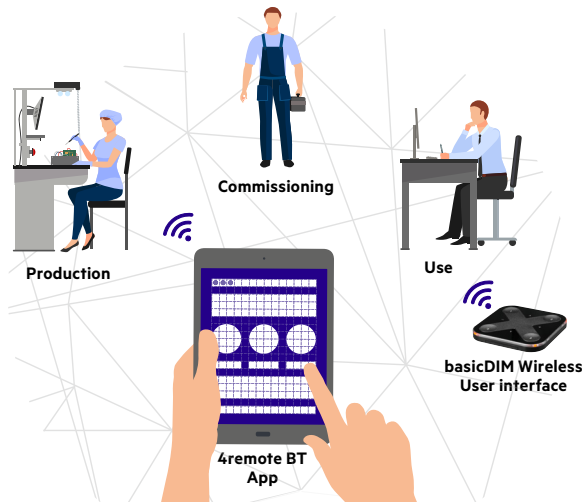 Commissioning
Production
Use
basicDIM Wireless
User interface
4remote BT
App